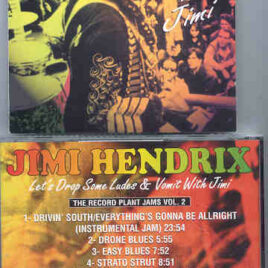 Jimi
JIMI HENDRIX
Let's Drop Some Ludes & Vomit With Jimi
THE RECORD PLANT JAMS VOL. 2
1- DRIVIN' SOUTH/EVERYTHING'S GONNA BE ALLRIGHT
(INSTRUMENTAL JAM) 23:54
2- DRONE BLUES 5:55
3- EASY BLUES 7:52
4- STRATO STRUT 4:51